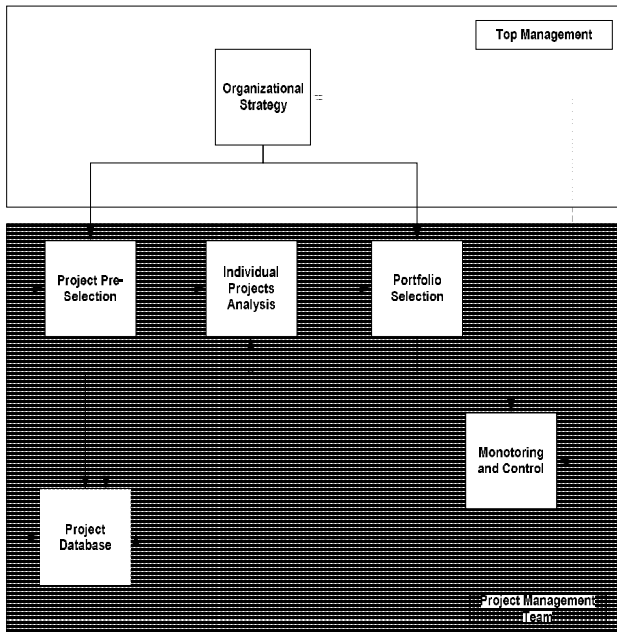 Top Management
Organizational
Strategy
Project Pre-
Selection
Individual
Projects
Analysis
Portfolio
Selection
Monotoring
and Control
Project
Database
Project Management
Team